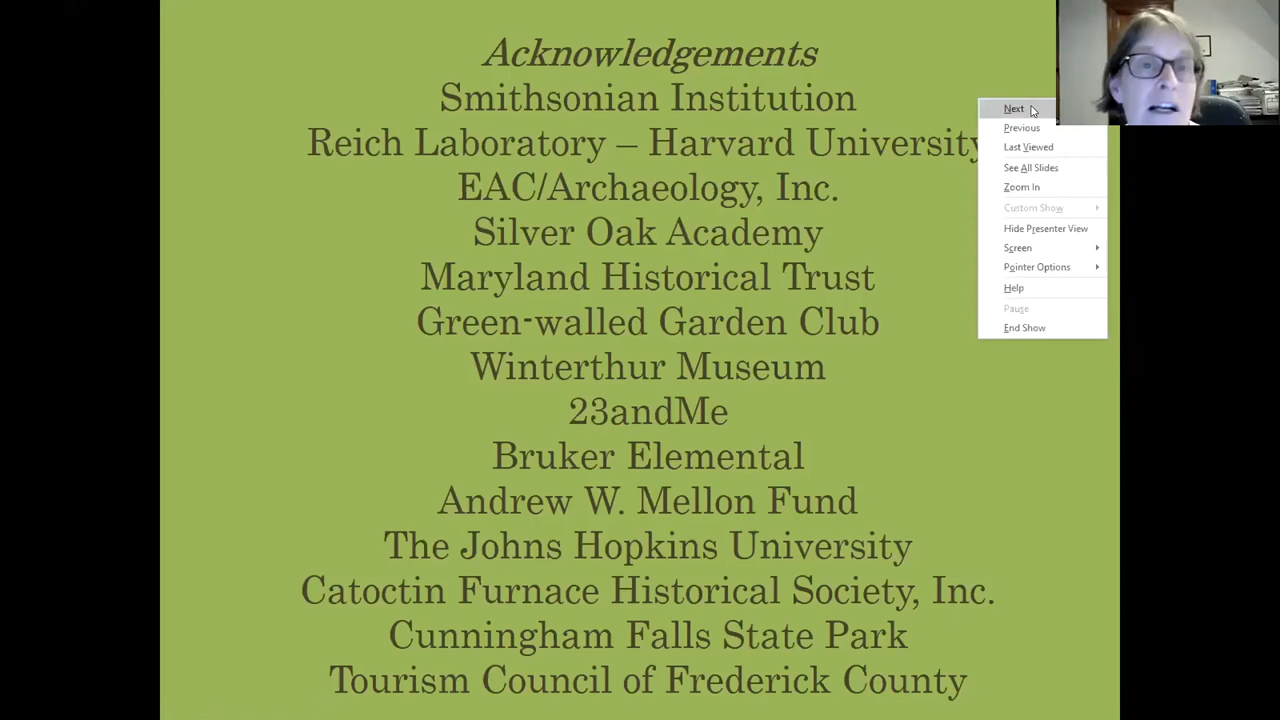 Acknowledgements
Smithsonian Institution
Reich Laboratory – Harvard University
EAC/Archaeology, Inc.
Silver Oak Academy
Maryland Historical Trust
Green-walled Garden Club
Winterthur Museum
23andMe
Bruker Elemental
Andrew W. Mellon Fund
The Johns Hopkins University
Catoctin Furnace Historical Society, Inc.
Cunningham Falls State Park
Tourism Council of Frederick County
Next
Previous
Last Viewed
See All Slides
Zoom In
Custom Show
Hide Presenter View
Screen
Pointer Options
Help
Pause
End Show